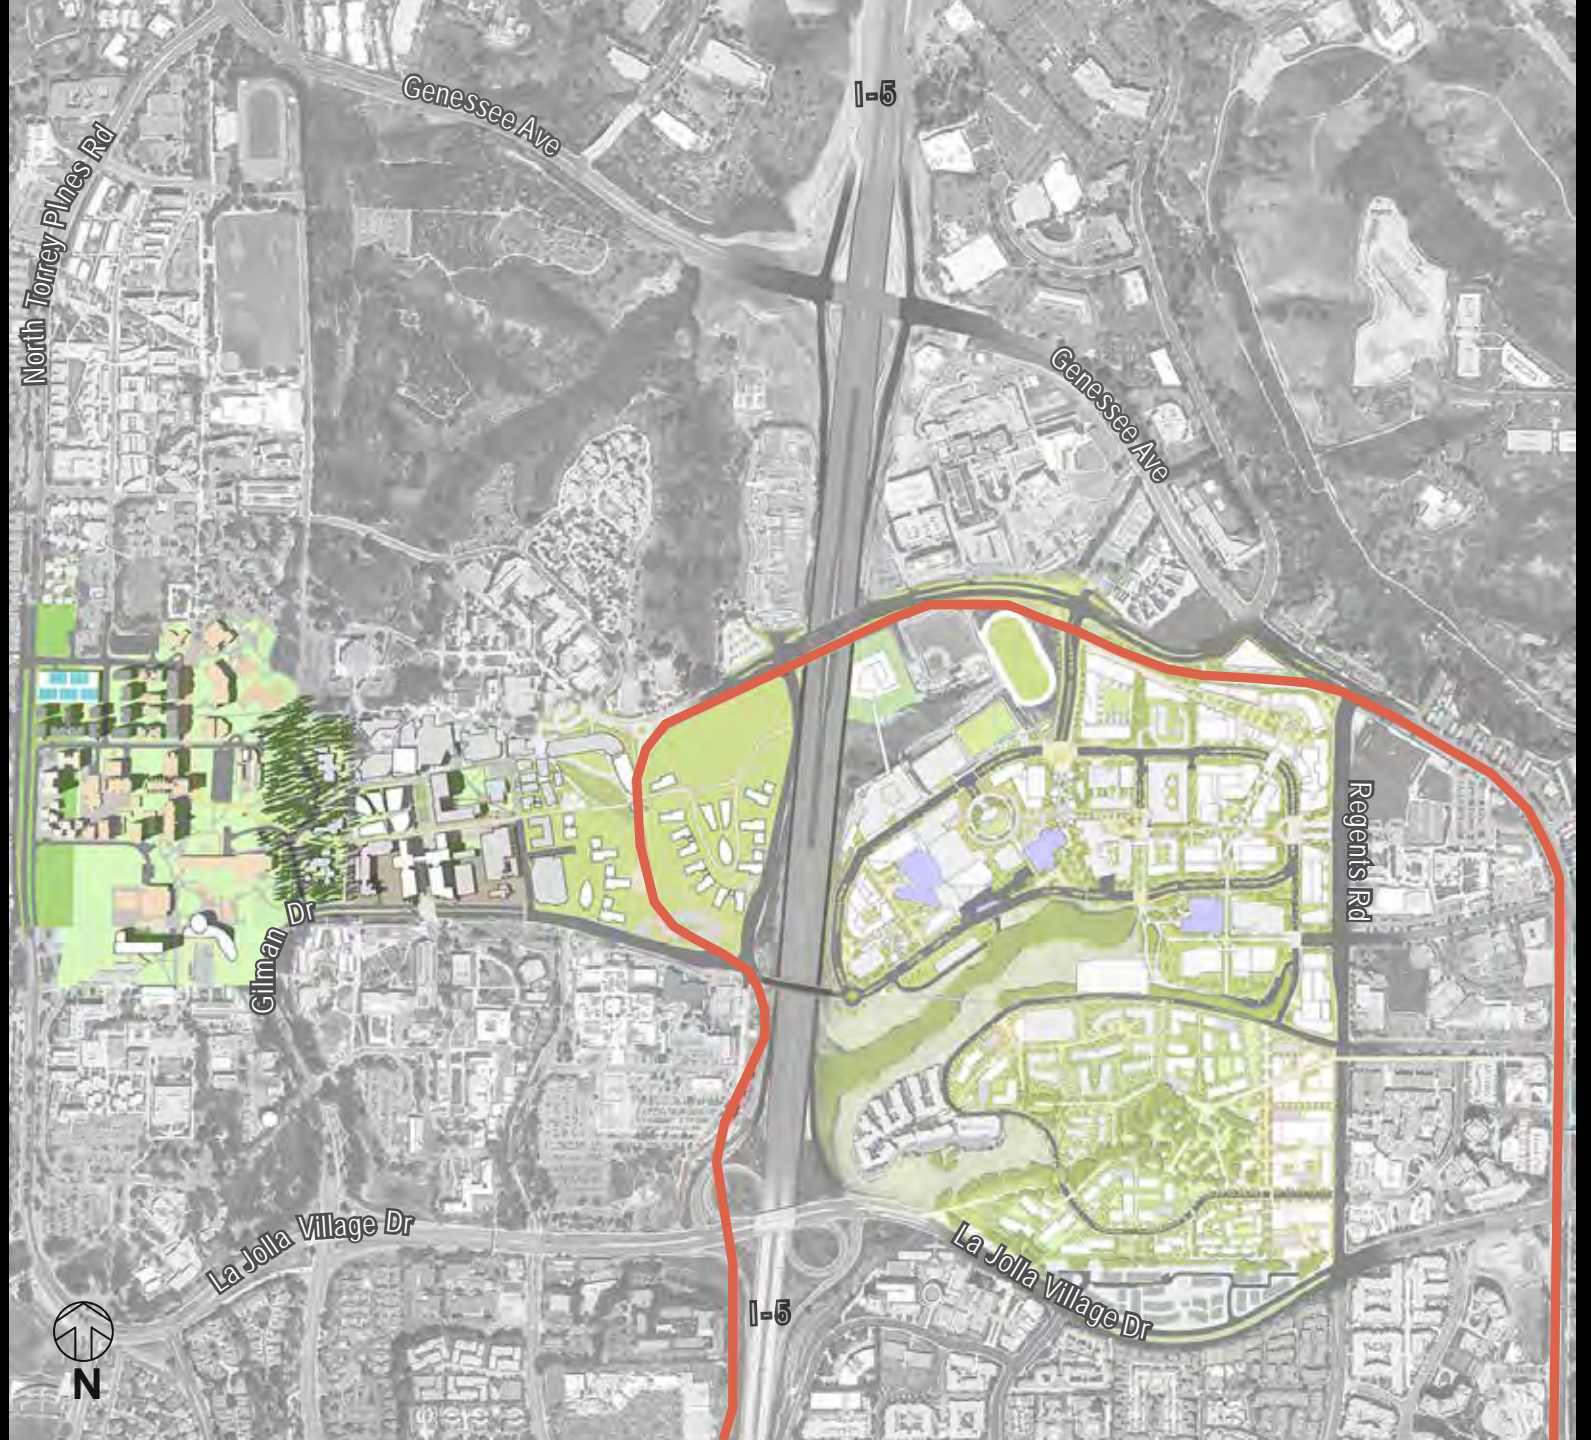 I-5
Genessee Ave
North Torrey PInes Rd
Genessee Ave
Regents Rd
Gilman Dr
La Jolla Village Dr
La Jolla Village Dr
I-5
N